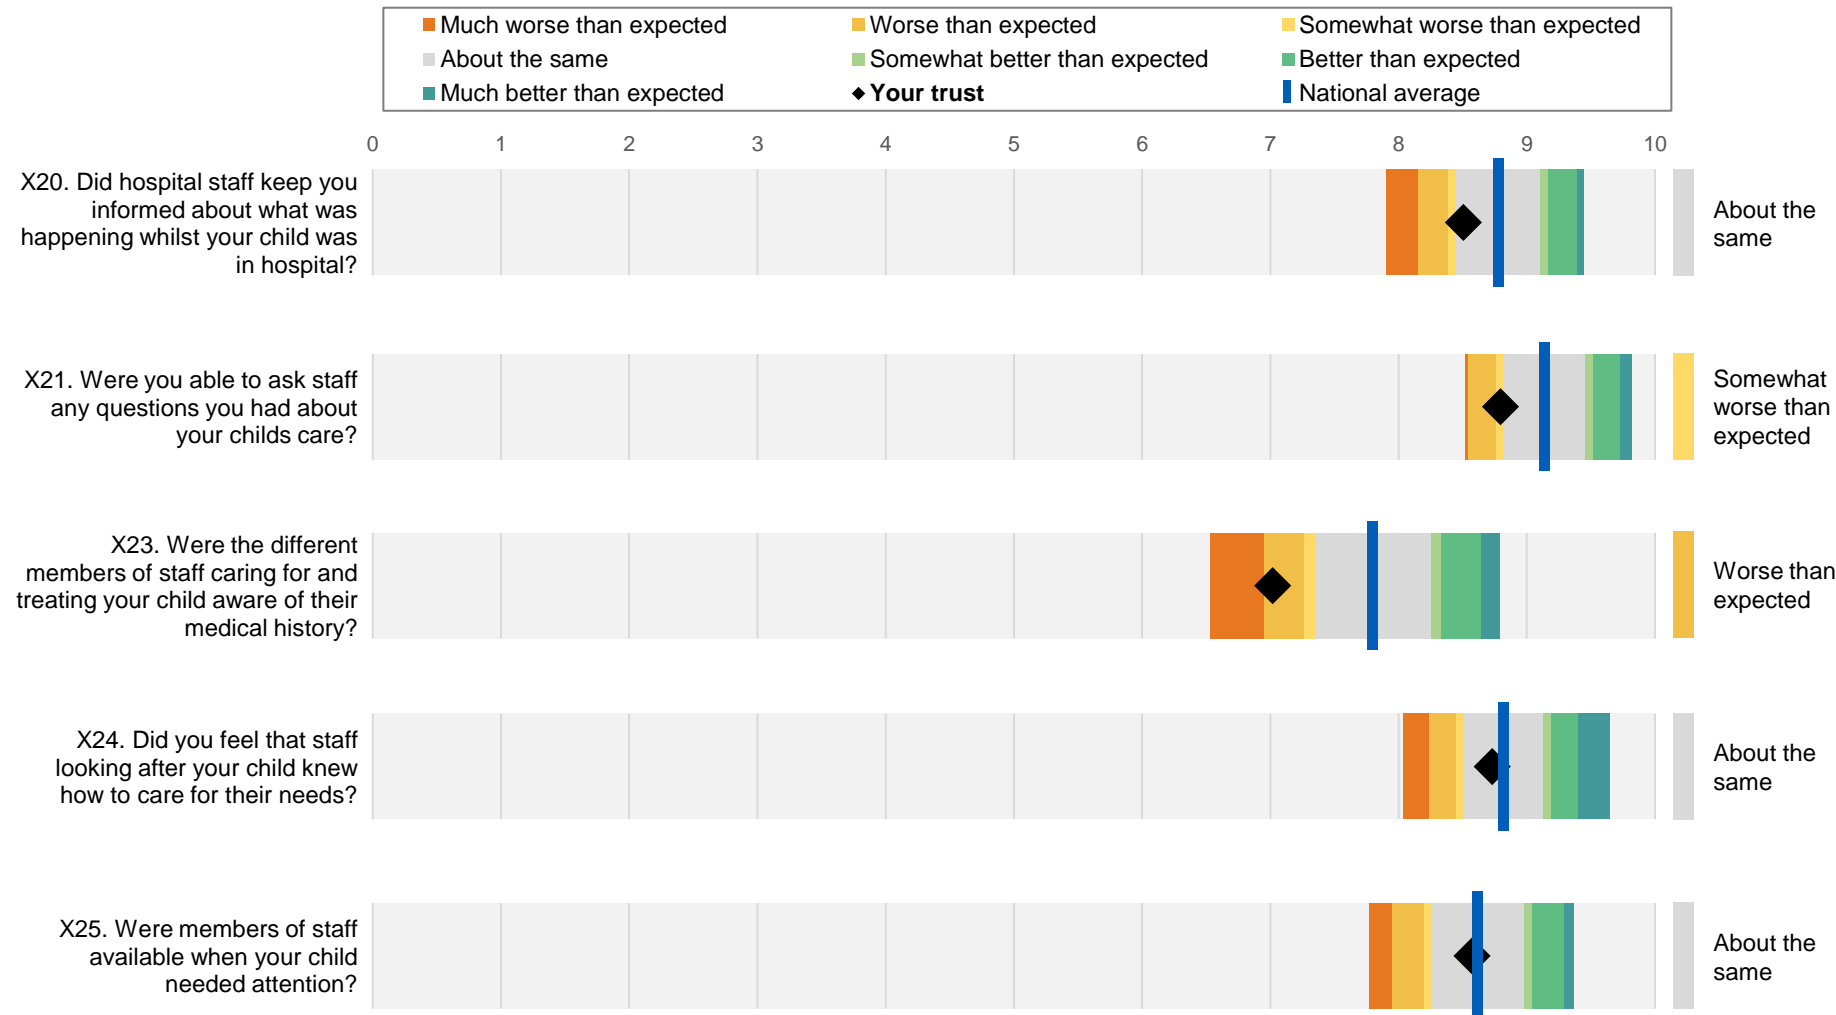 Much worse than expected
Worse than expected
Somewhat worse than expected
About the same
Somewhat better than expected
Better than expected
Much better than expected
Your trust
National average
0 1 2 3 4 5 6 7 8 9 10
X20. Did hospital staff keep you
informed about what was
happening whilst your child was
in hospital?
About the
same
X21. Were you able to ask staff
any questions you had about
your childs care?
Somewhat
worse than
expected
X23. Were the different
members of staff caring for and
treating your child aware of their
medical history?
Worse than
expected
X24. Did you feel that staff
looking after your child knew
how to care for their needs?
About the
same
X25. Were members of staff
available when your child
needed attention?
About the
same